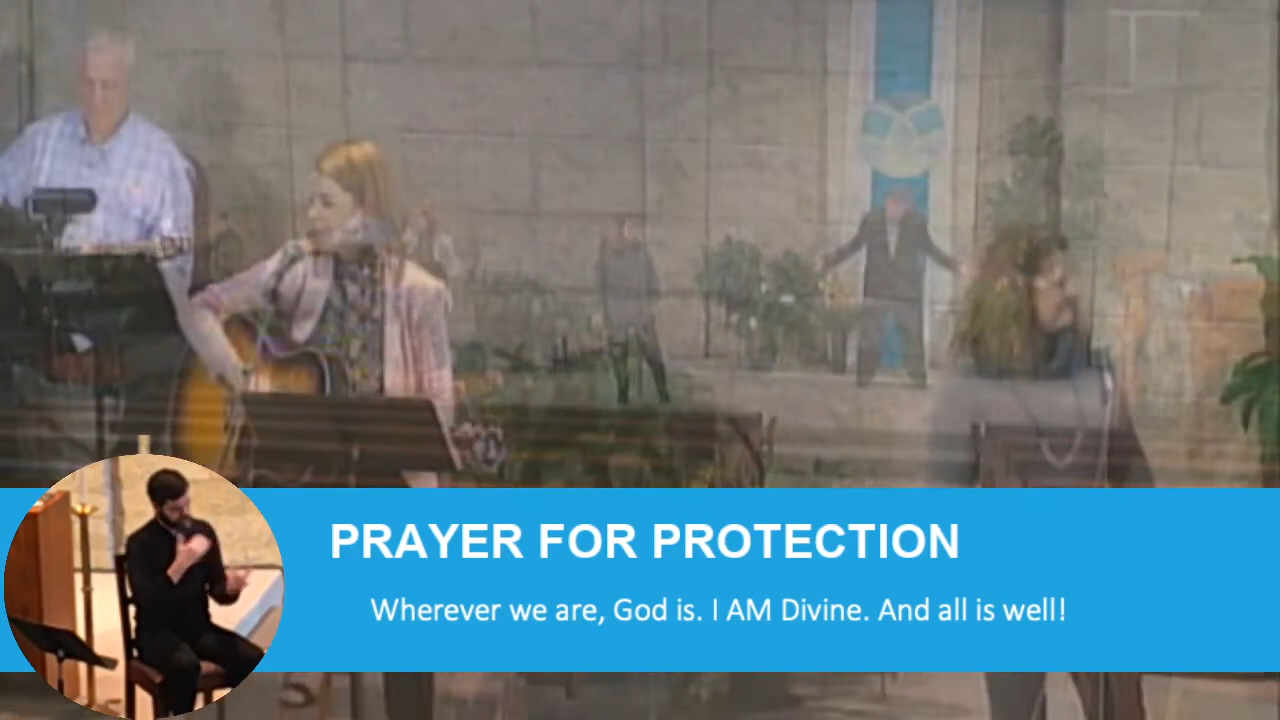 PRAYER FOR PROTECTION
Wherever we are, God is. I AM Divine. And all is well!